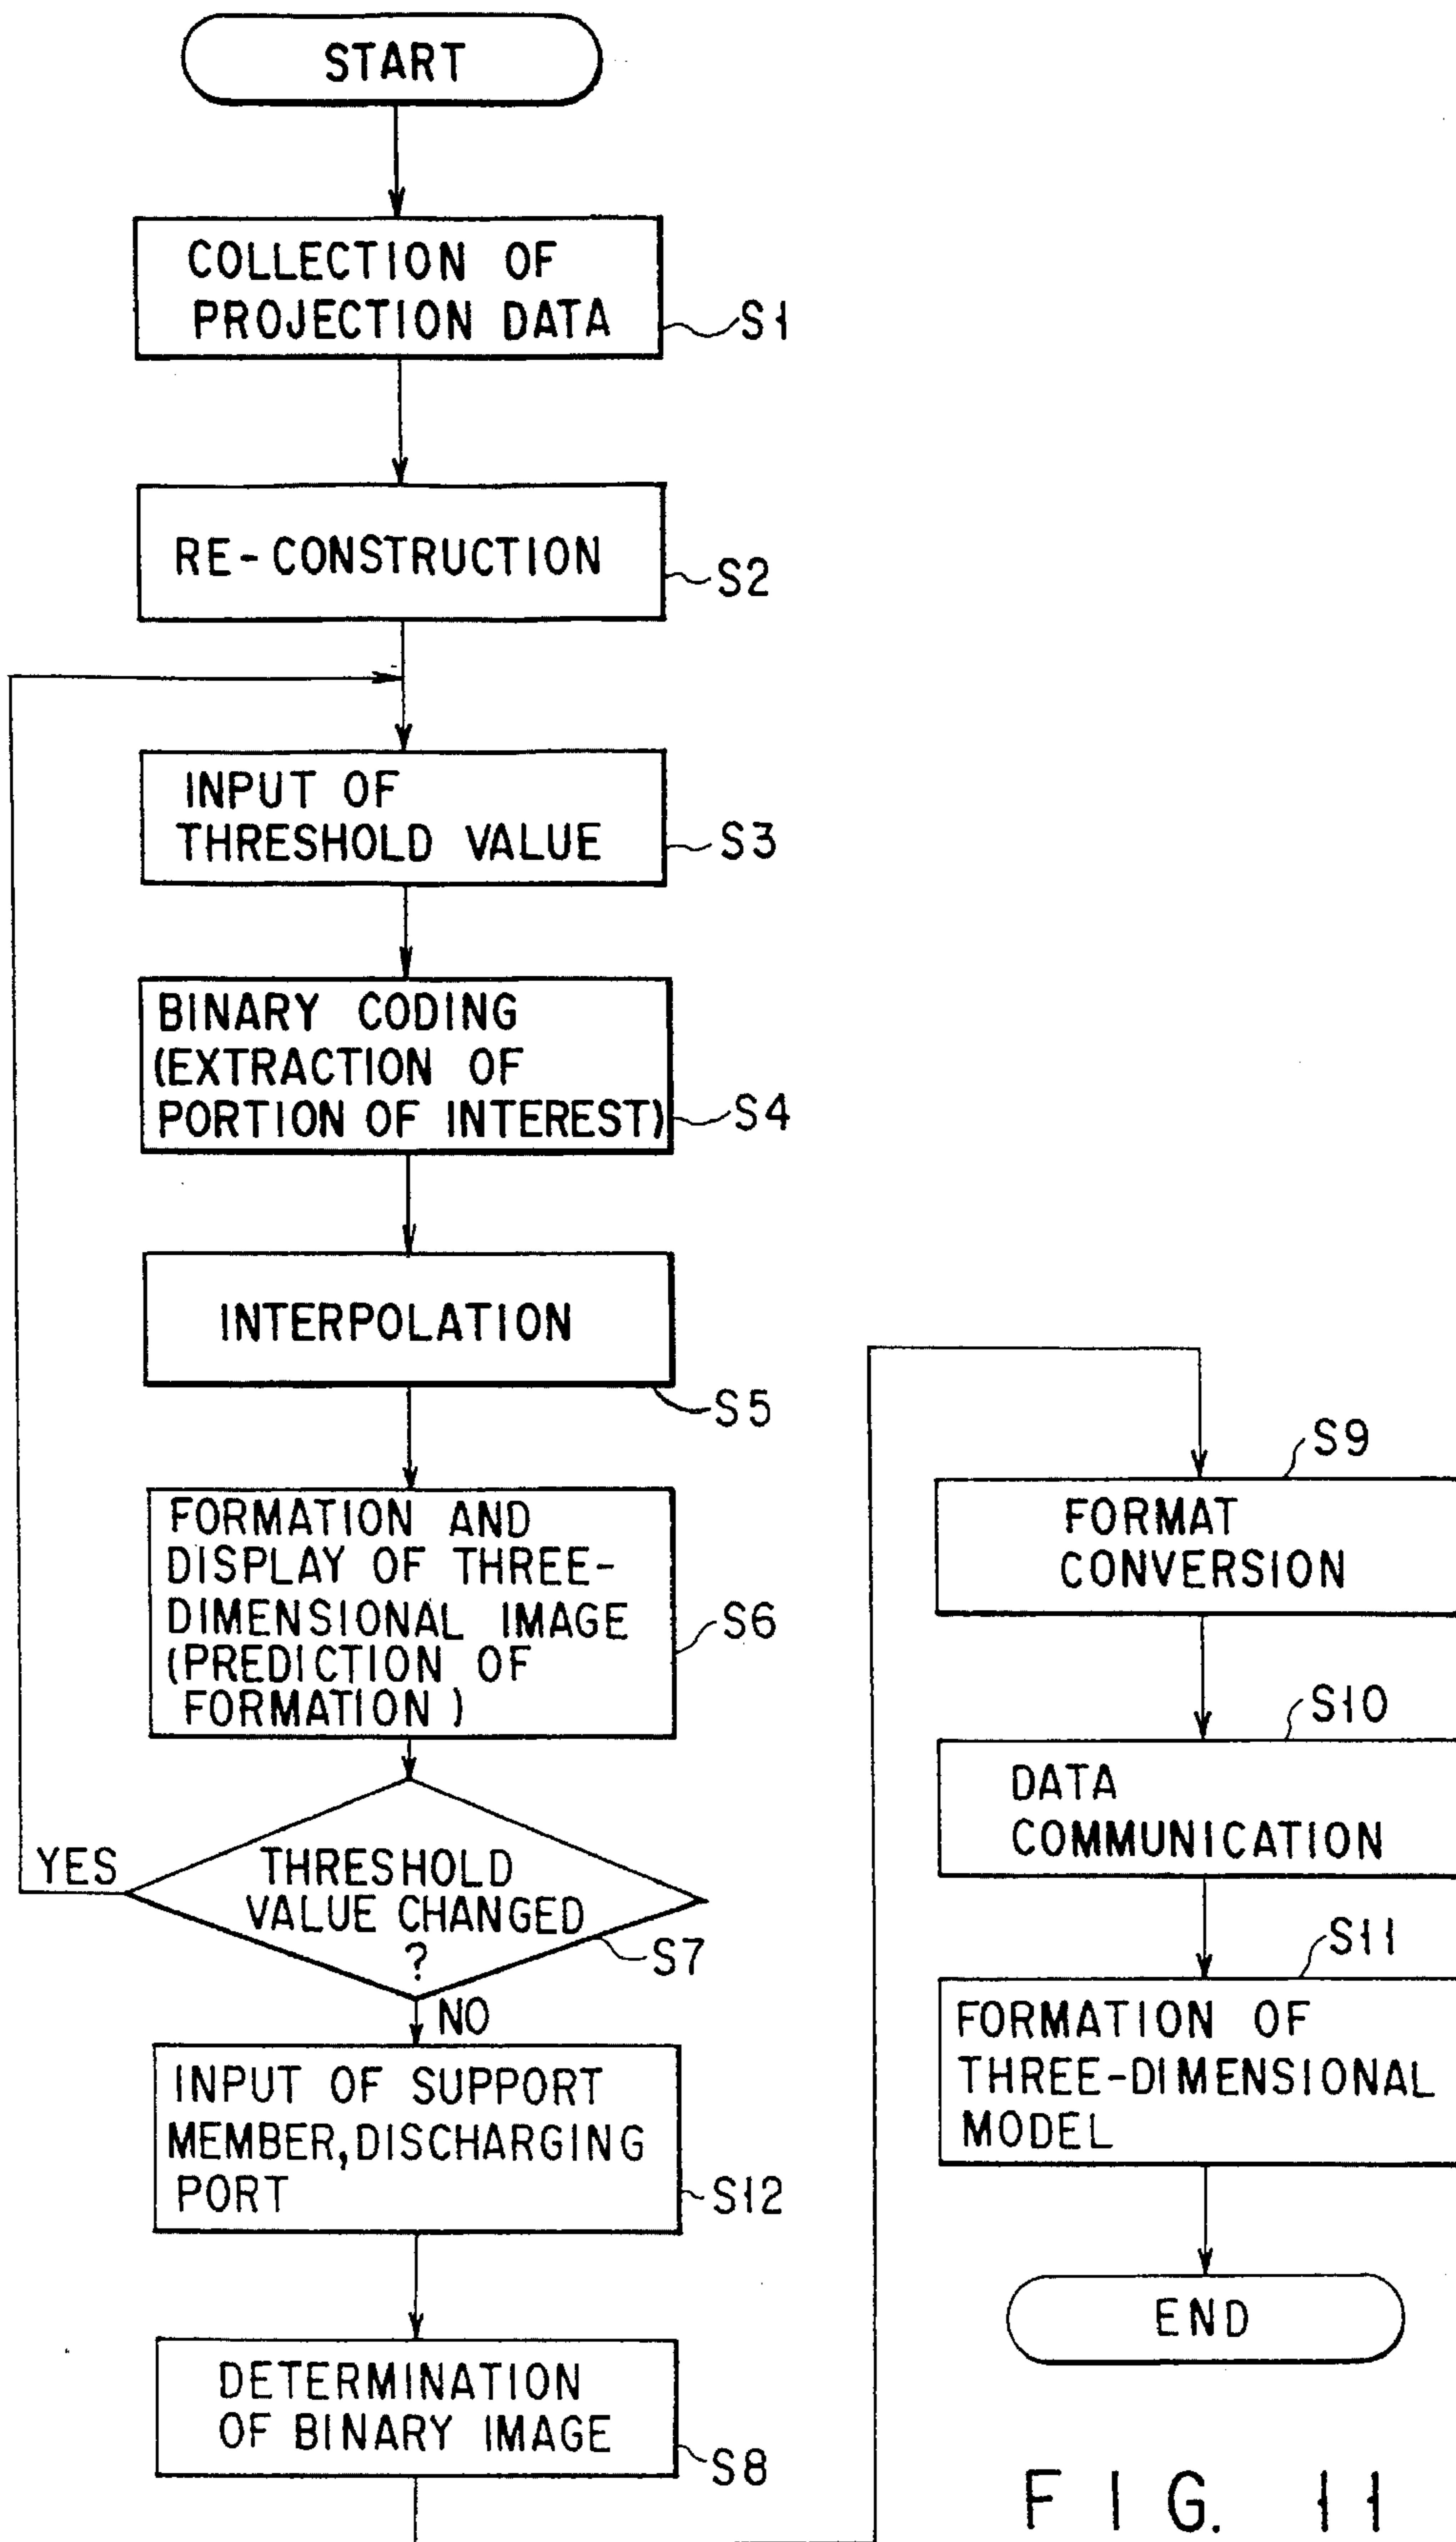 START
COLLECTION OF
PROJECTION DATA
S1
RE-CONSTRUCTION
S2
INPUT OF
THRESHOLD VALUE
S3
BINARY CODING
(EXTRACTION OF
PORTION OF INTEREST)
S4
INTERPOLATION
S5
FORMATION AND
DISPLAY OF THREE-
DIMENSIONAL IMAGE
(PREDICTION OF
FORMATION)
S6
YES
THRESHOLD
VALUE CHANGED
?
S7
NO
INPUT OF SUPPORT
MEMBER, DISCHARGING
PORT
S12
DETERMINATION
OF BINARY IMAGE
S8
S9
FORMAT
CONVERSION
S10
DATA
COMMUNICATION
S11
FORMATION OF
THREE-DIMENSIONAL
MODEL
END
FIG. 11